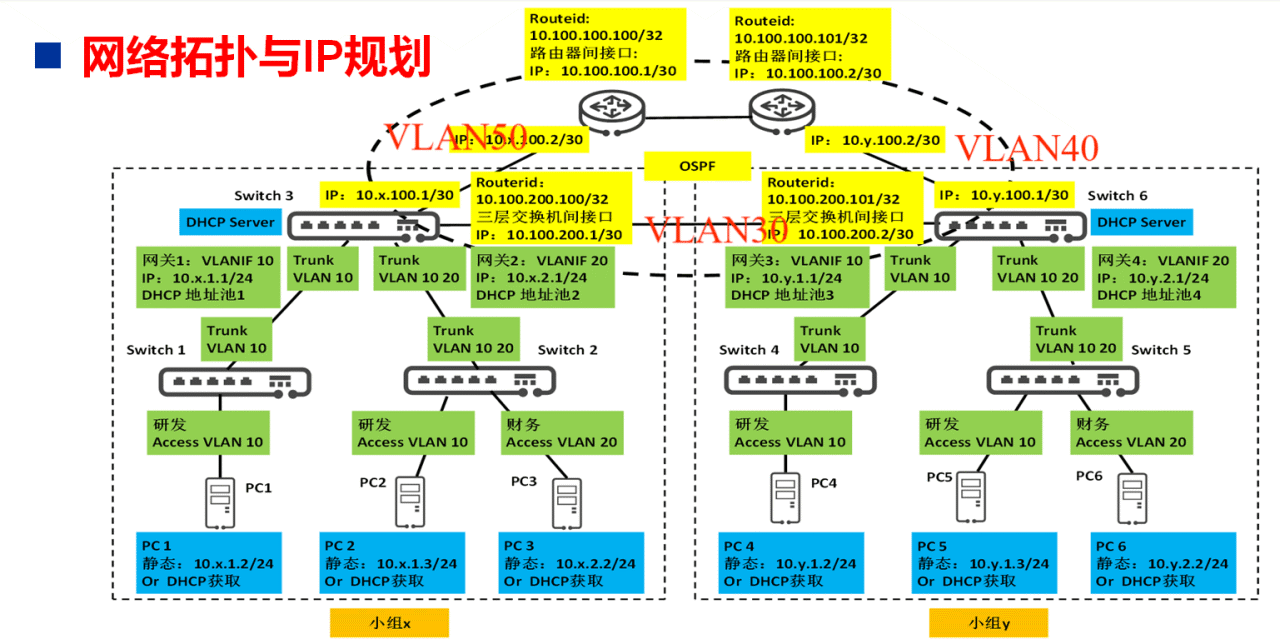 网络拓扑与IP规划
Routeid:
10.100.100.100/32
路由器间接口:
IP：10.100.100.1/30
Routeid:
10.100.100.101/32
路由器间接口:
IP：10.100.100.2/30
VLAN50
IP：10.x.100.2/30
IP：10.y.100.2/30
VLAN40
OSPF
Switch 3
IP：10.x.100.1/30
Routerid：
10.100.200.100/32
三层交换机间接口
IP：10.100.200.1/30
VLAN30
Routerid：
10.100.200.101/32
三层交换机间接口
IP：10.100.200.2/30
IP：10.y.100.1/30
Switch 6
DHCP Server
DHCP Server
网关1：VLANIF 10
IP：10.x.1.1/24
DHCP 地址池1
Trunk
VLAN 10
Trunk
VLAN 10 20
网关2：VLANIF 20
IP：10.x.2.1/24
DHCP 地址池2
网关3：VLANIF 10
IP：10.y.1.1/24
DHCP 地址池3
Trunk
VLAN 10
Trunk
VLAN 10 20
网关4：VLANIF 20
IP：10.y.2.1/24
DHCP 地址池4
Switch 1
Trunk
VLAN 10
Trunk
VLAN 10 20
Switch 2
Switch 4
Trunk
VLAN 10
Trunk
VLAN 10 20
Switch 5
研发
Access VLAN 10
研发
Access VLAN 10
财务
Access VLAN 20
研发
Access VLAN 10
研发
Access VLAN 10
财务
Access VLAN 20
PC1
PC2
PC3
PC4
PC5
PC6
PC 1
静态：10.x.1.2/24
Or DHCP获取
PC 2
静态：10.x.1.3/24
Or DHCP获取
PC 3
静态：10.x.2.2/24
Or DHCP获取
PC 4
静态：10.y.1.2/24
Or DHCP获取
PC 5
静态：10.y.1.3/24
Or DHCP获取
PC 6
静态：10.y.2.2/24
Or DHCP获取
小组x
小组y